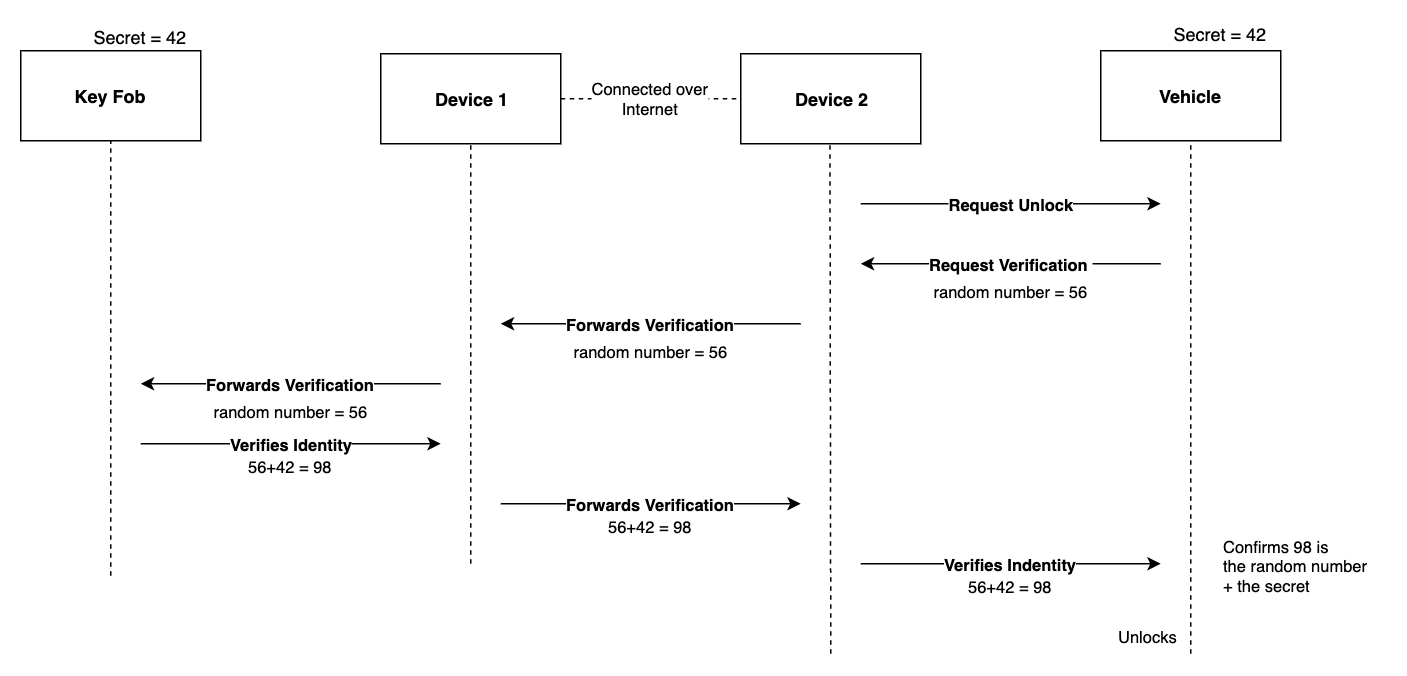 Secret = 42
Secret = 42
Key Fob
Device 1
Connected over
Internet
Device 2
Vehicle
Request Unlock
Request Verification
random number = 56
Forwards Verification
random number = 56
Forwards Verification
random number = 56
Verifies Identity
56+42 = 98
Forwards Verification
56+42 = 98
Verifies Indentity
56+42 = 98
Confirms 98 is
the random number
+ the secret
Unlocks